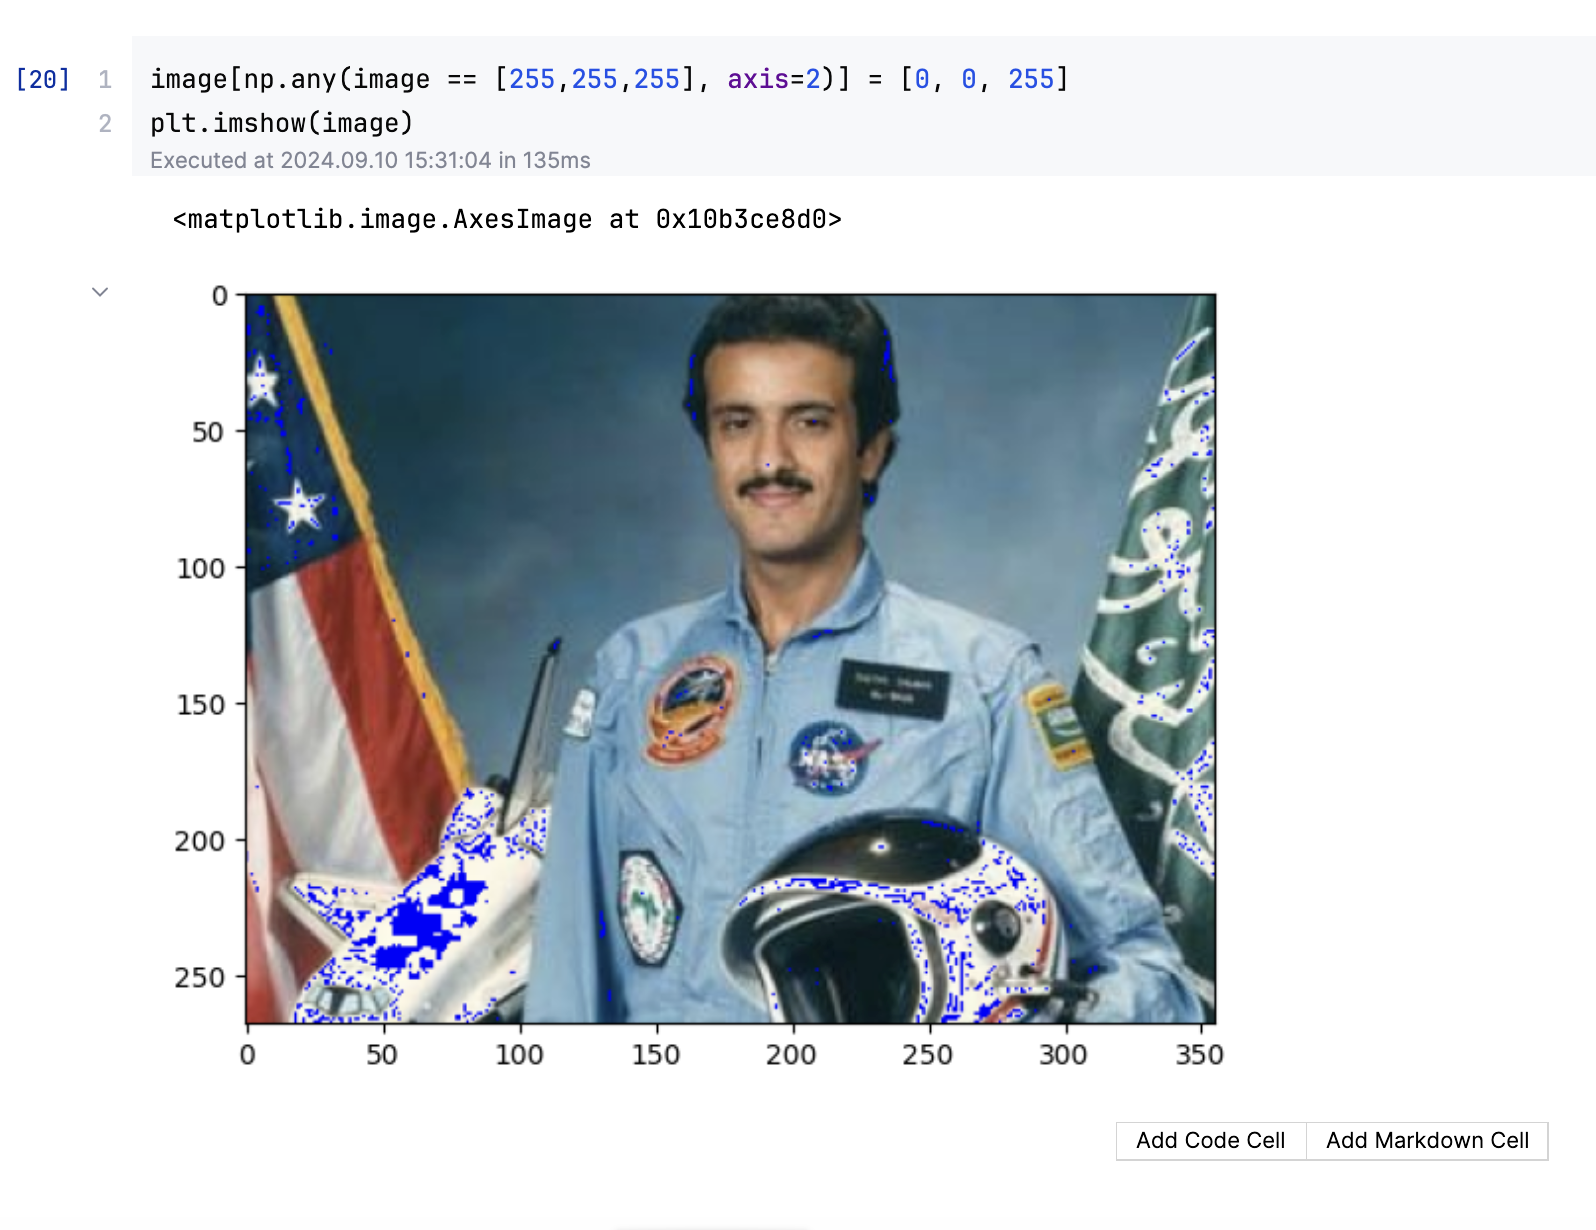 [20] 1 image[np.any(image == [255,255,255], axis=2)] = [0, 0, 255]
2 plt.imshow(image)
Executed at 2024.09.10 15:31:04 in 135ms
<matplotlib.image.AxesImage at 0x10b3ce8d0>
0
50
100
150
200
250
NASA
0 50 100 150 200 250 300 350
Add Code Cell Add Markdown Cell